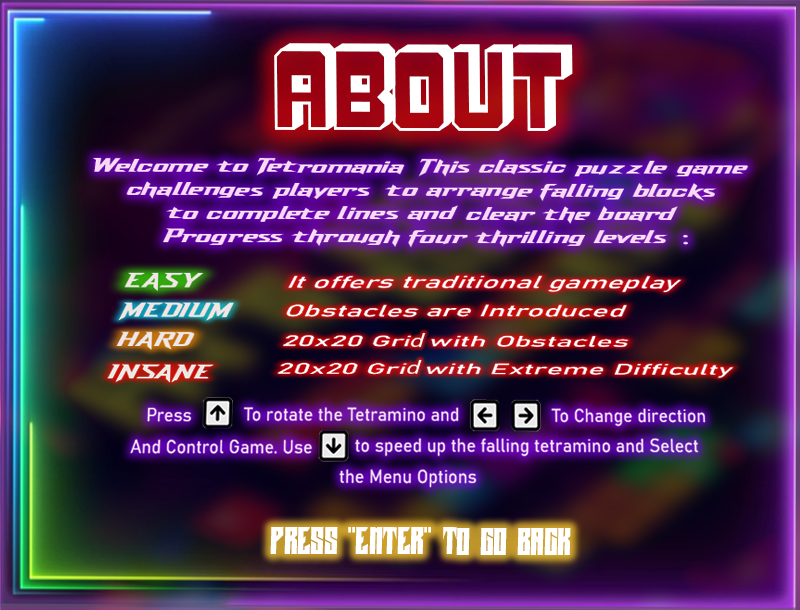 ABOUT
Welcome to Tetromania This classic puzzle game
challenges players to arrange falling blocks
to complete lines and clear the board
Progress through four thrilling levels :
EASY It offers traditional gameplay
MEDIUM Obstacles are Introduced
HARD 20x20 Grid with Obstacles
INSANE 20x20 Grid with Extreme Difficulty
Press ↑ To rotate the Tetramino and ← → To Change direction
And Control Game. Use ↓ to speed up the falling tetramino and Select
the Menu Options
PRESS "ENTER" TO GO BACK